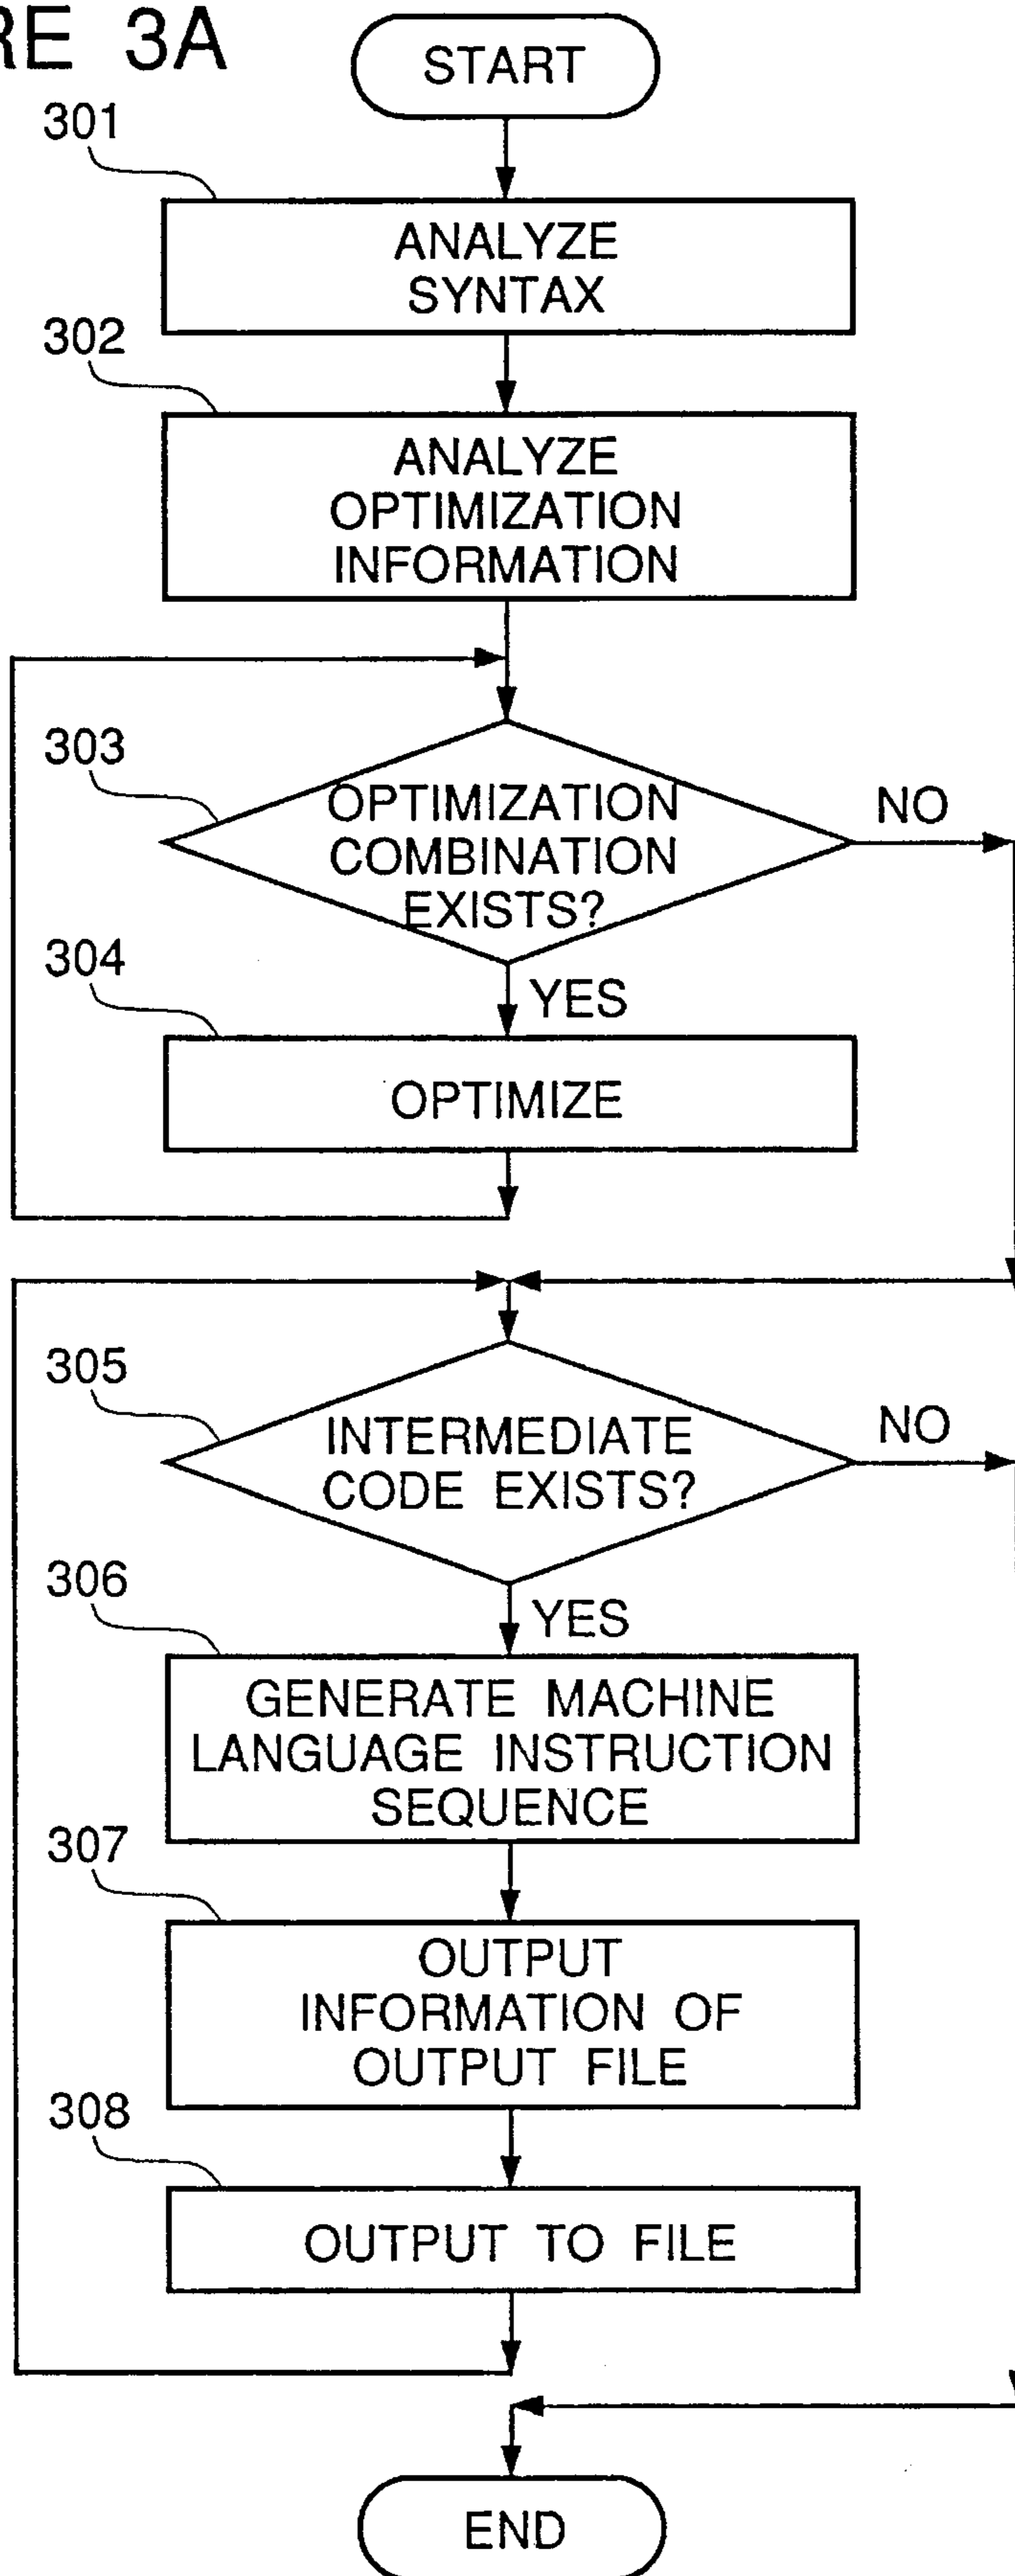 RE 3A
START
301
ANALYZE
SYNTAX
302
ANALYZE
OPTIMIZATION
INFORMATION
303
OPTIMIZATION
COMBINATION
EXISTS?
NO
304
YES
OPTIMIZE
305
INTERMEDIATE
CODE EXISTS?
NO
306
YES
GENERATE MACHINE
LANGUAGE INSTRUCTION
SEQUENCE
307
OUTPUT
INFORMATION OF
OUTPUT FILE
308
OUTPUT TO FILE
END